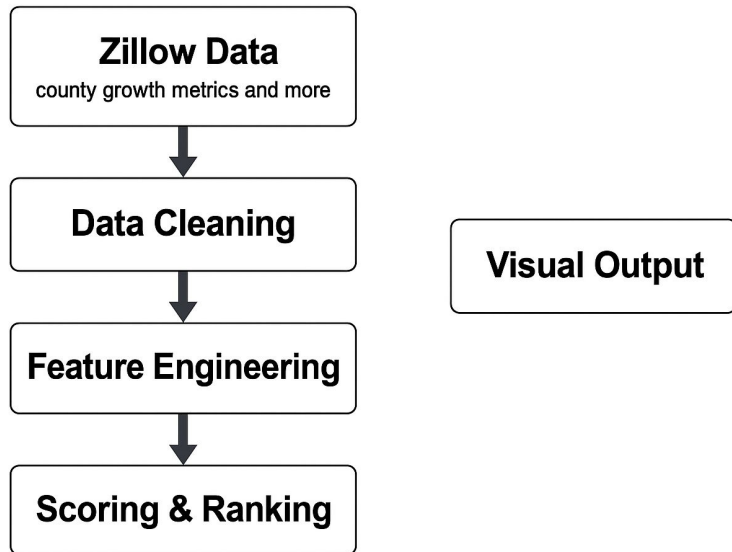 Zillow Data
county growth metrics and more
Data Cleaning
Feature Engineering
Scoring & Ranking
Visual Output